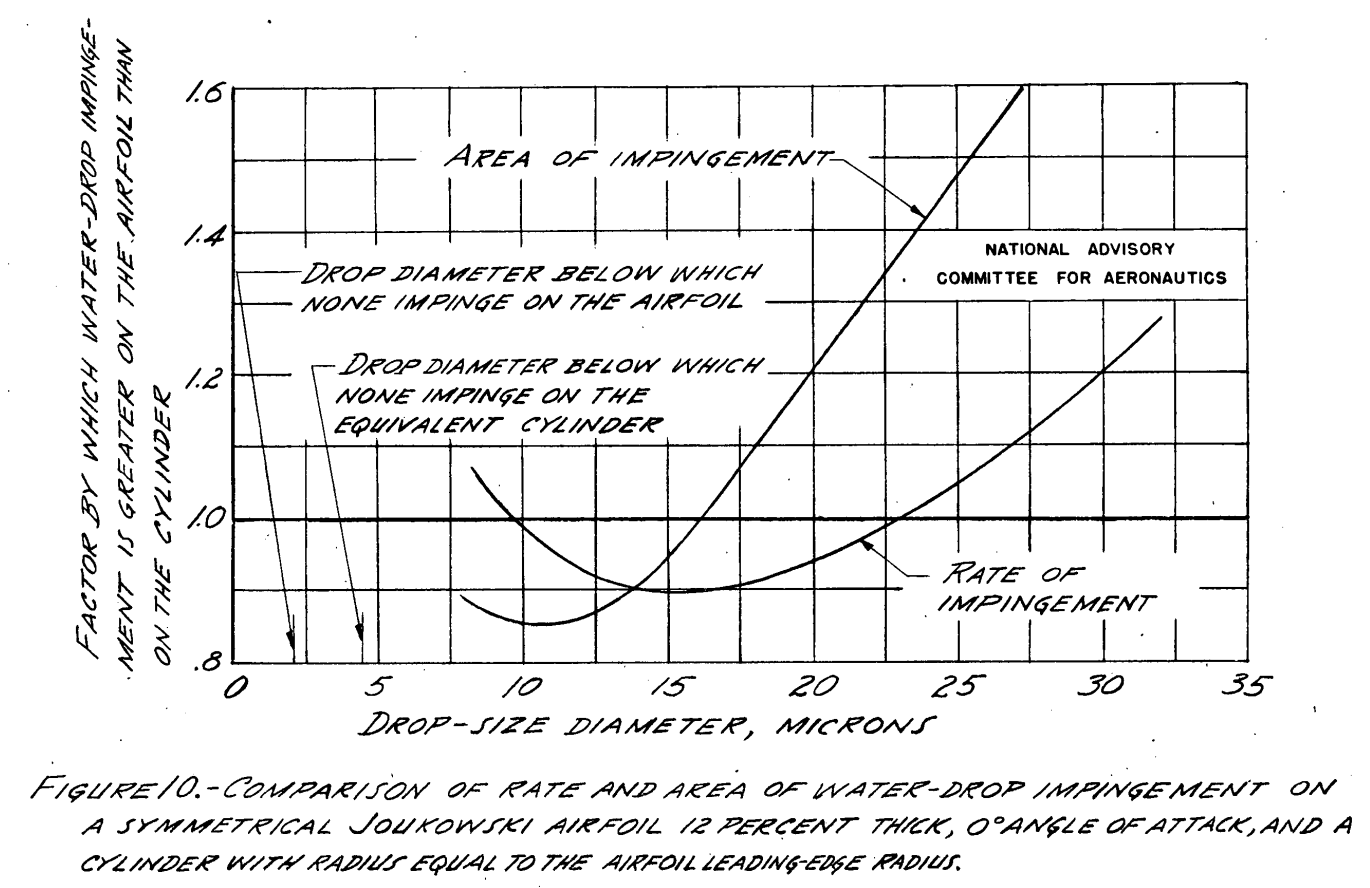 FACTOR BY WHICH WATER-DROP IMPINGE-
MENT IS GREATER ON THE AIRFOIL THAN
ON THE CYLINDER
1.6
1.4
1.2
1.0
.8
AREA OF IMPINGEMENT
NATIONAL ADVISORY
COMMITTEE FOR AERONAUTICS
DROP DIAMETER BELOW WHICH
NONE IMPINGE ON THE AIRFOIL
DROP DIAMETER BELOW WHICH
NONE IMPINGE ON THE
EQUIVALENT CYLINDER
RATE OF
IMPINGEMENT
0 5 10 15 20 25 30 35
DROP-SIZE DIAMETER, MICRONS
FIGURE 10.-COMPARISON OF RATE AND AREA OF WATER-DROP IMPINGEMENT ON
A SYMMETRICAL JOUKOWSKI AIRFOIL 12 PERCENT THICK, 0° ANGLE OF ATTACK, AND A
CYLINDER WITH RADIUS EQUAL TO THE AIRFOIL LEADING-EDGE RADIUS.